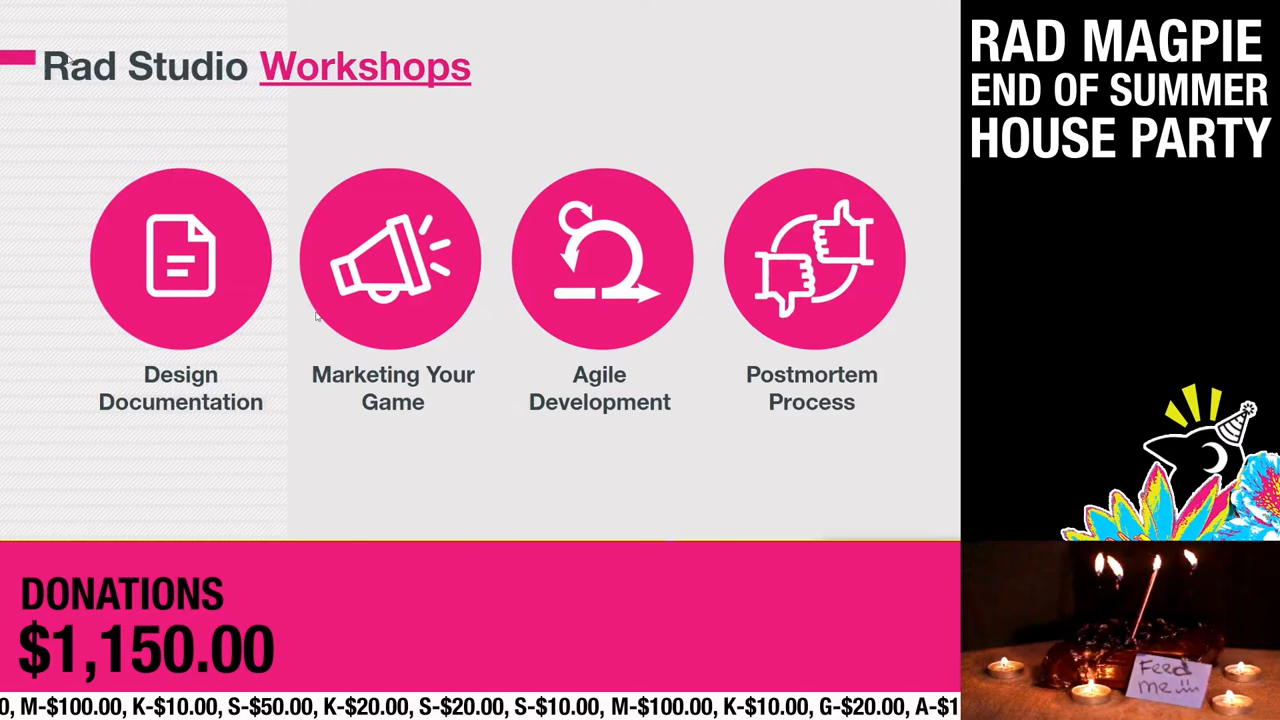 Rad Studio Workshops
Design
Documentation
Marketing Your
Game
Agile
Development
Postmortem
Process
RAD MAGPIE
END OF SUMMER
HOUSE PARTY
DONATIONS
$1,150.00
Feed
me
0, M-$100.00, K-$10.00, S-$50.00, K-$20.00, S-$20.00, S-$10.00, M-$100.00, K-$10.00, G-$20.00, A-$1